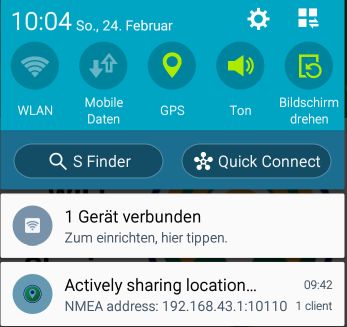 10:04 So., 24. Februar
WLAN
Mobile
Daten
GPS
Ton
Bildschirm
drehen
S Finder
Quick Connect
1 Gerät verbunden
Zum einrichten, hier tippen.
Actively sharing location... 09:42
NMEA address: 192.168.43.1:10110 1 client